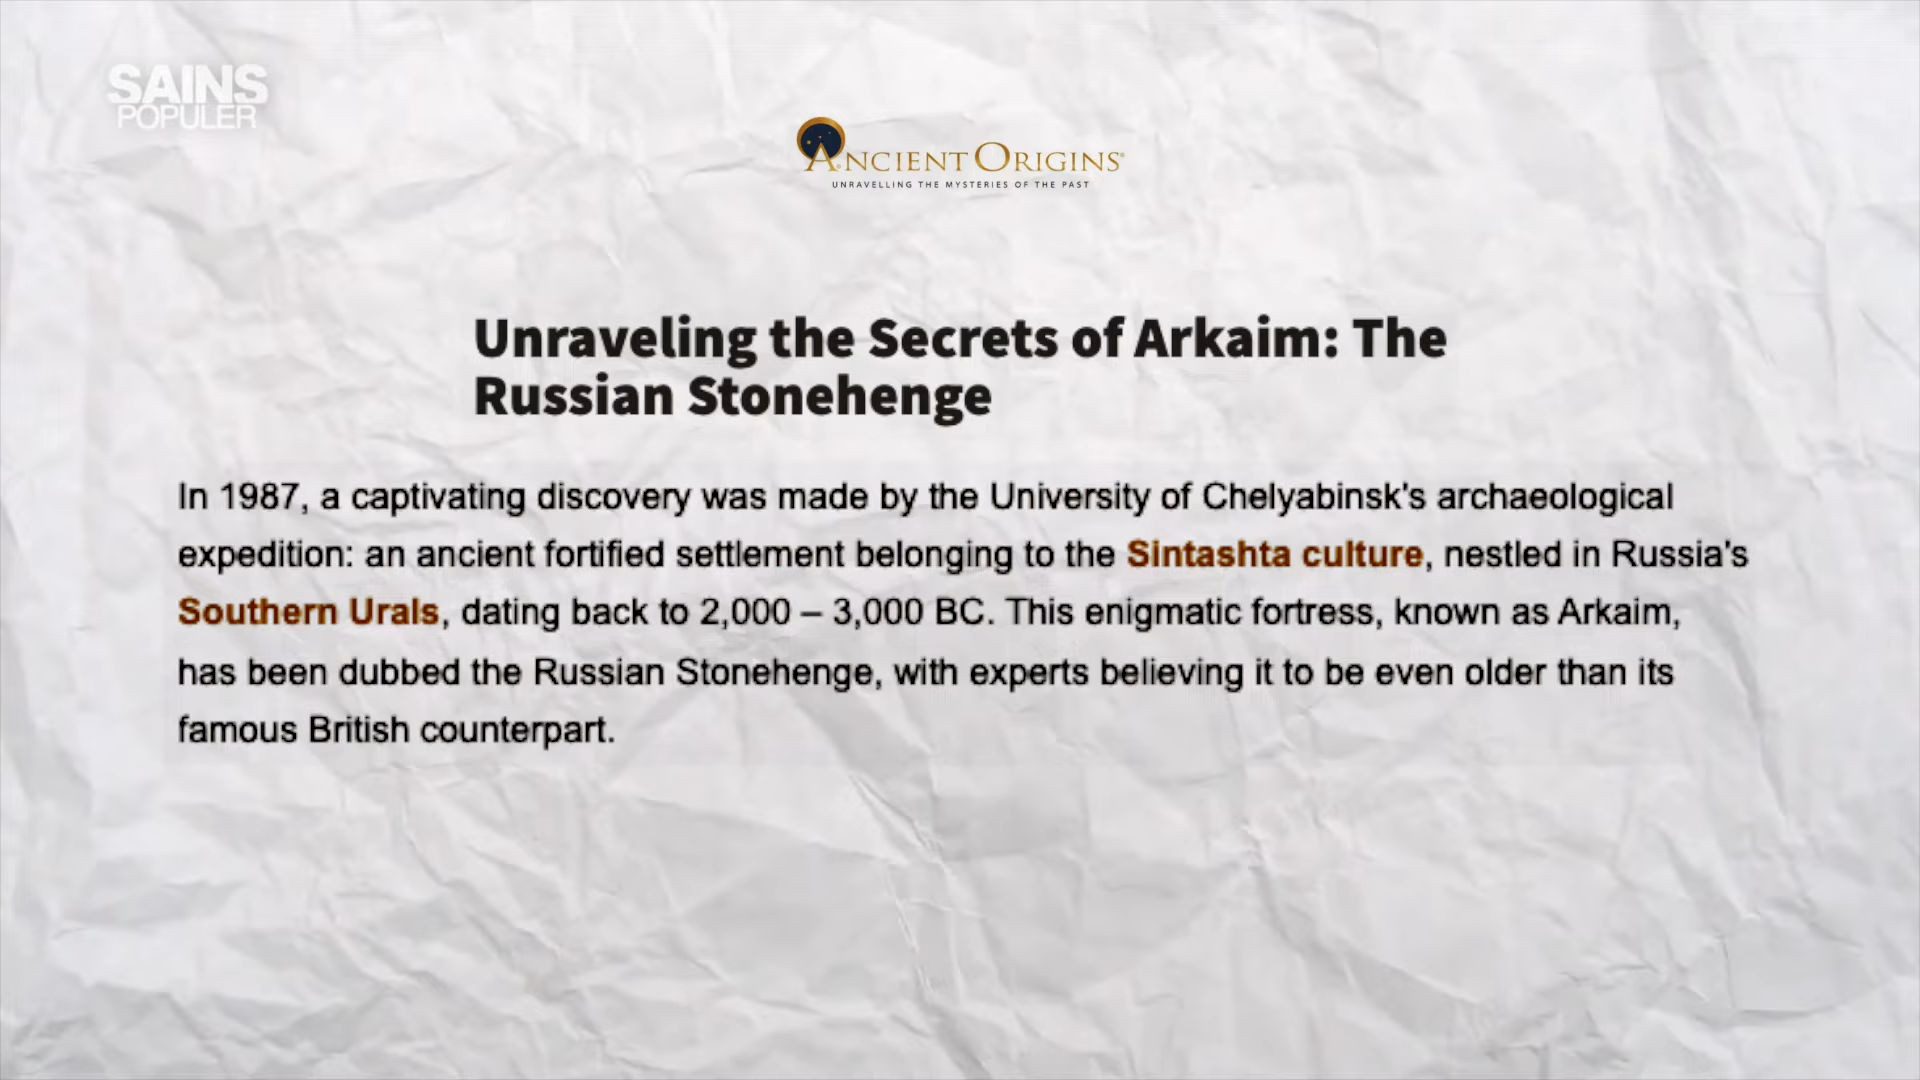 SAINS
POPULER
ANCIENT ORIGINS®
UNRAVELLING THE MYSTERIES OF THE PAST
Unraveling the Secrets of Arkaim: The
Russian Stonehenge
In 1987, a captivating discovery was made by the University of Chelyabinsk's archaeological
expedition: an ancient fortified settlement belonging to the Sintashta culture, nestled in Russia's
Southern Urals, dating back to 2,000 – 3,000 BC. This enigmatic fortress, known as Arkaim,
has been dubbed the Russian Stonehenge, with experts believing it to be even older than its
famous British counterpart.